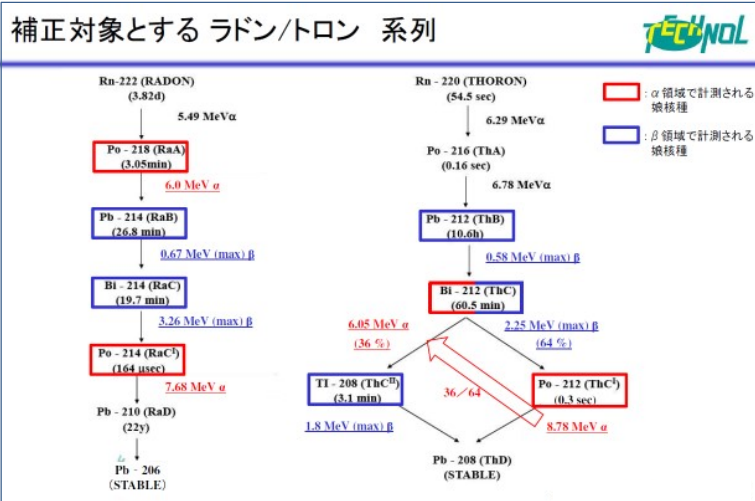 補正対象とする ラドン/トロン 系列
TECHNOL
Rn-222 (RADON)
(3.82d)
5.49 MeVα
Po - 218 (RaA)
(3.05min)
6.0 MeV α
Pb - 214 (RaB)
(26.8 min)
0.67 MeV (max) β
Bi - 214 (RaC)
(19.7 min)
3.26 MeV (max) β
Po - 214 (RaCᴵ)
(164 μsec)
7.68 MeV α
Pb - 210 (RaD)
(22y)
Pb - 206
(STABLE)
Rn - 220 (THORON)
(54.5 sec)
6.29 MeVα
Po - 216 (ThA)
(0.16 sec)
6.78 MeVα
Pb - 212 (ThB)
(10.6h)
0.58 MeV (max) β
Bi - 212 (ThC)
(60.5 min)
6.05 MeV α
(36 %)
2.25 MeV (max) β
(64 %)
TI - 208 (ThCᴵᴵ)
(3.1 min)
36/64
Po - 212 (ThCᴵ)
(0.3 sec)
1.8 MeV (max) β
8.78 MeV α
Pb - 208 (ThD)
(STABLE)
:α領域で計測される
娘核種
:β領域で計測される
娘核種